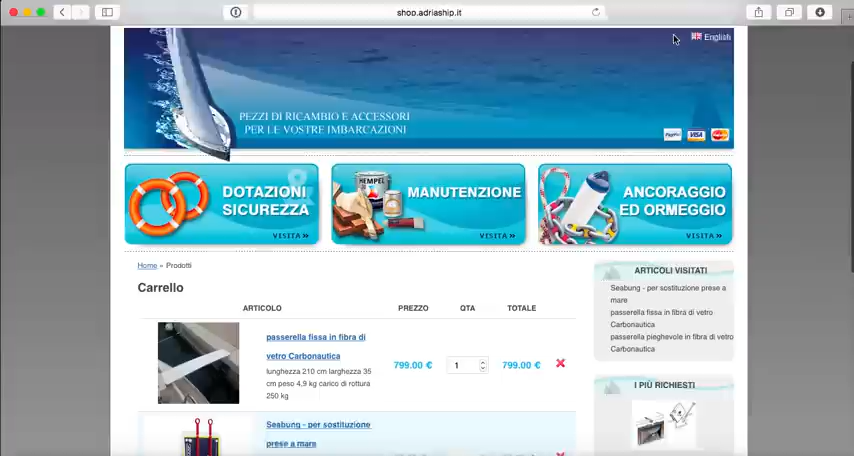 shop.adriaship.it
English
PEZZI DI RICAMBIO E ACCESSORI
PER LE VOSTRE IMBARCAZIONI
PayPal
VISA
MasterCard
&
DOTAZIONI
SICUREZZA
VISITA »
HEMPEL
MANUTENZIONE
VISITA »
ANCORAGGIO
ED ORMEGGIO
VISITA »
Home » Prodotti
Carrello
ARTICOLO PREZZO QTA TOTALE
passerella fissa in fibra di
vetro Carbonautica
lunghezza 210 cm larghezza 35
cm peso 4,9 kg carico di rottura
250 kg
799.00 € 1 799.00 €
Seabung - per sostituzione
prese a mare
ARTICOLI VISITATI
Seabung - per sostituzione prese a
mare
passerella fissa in fibra di vetro
Carbonautica
passerella pieghevole in fibra di vetro
Carbonautica
I PIÙ RICHIESTI